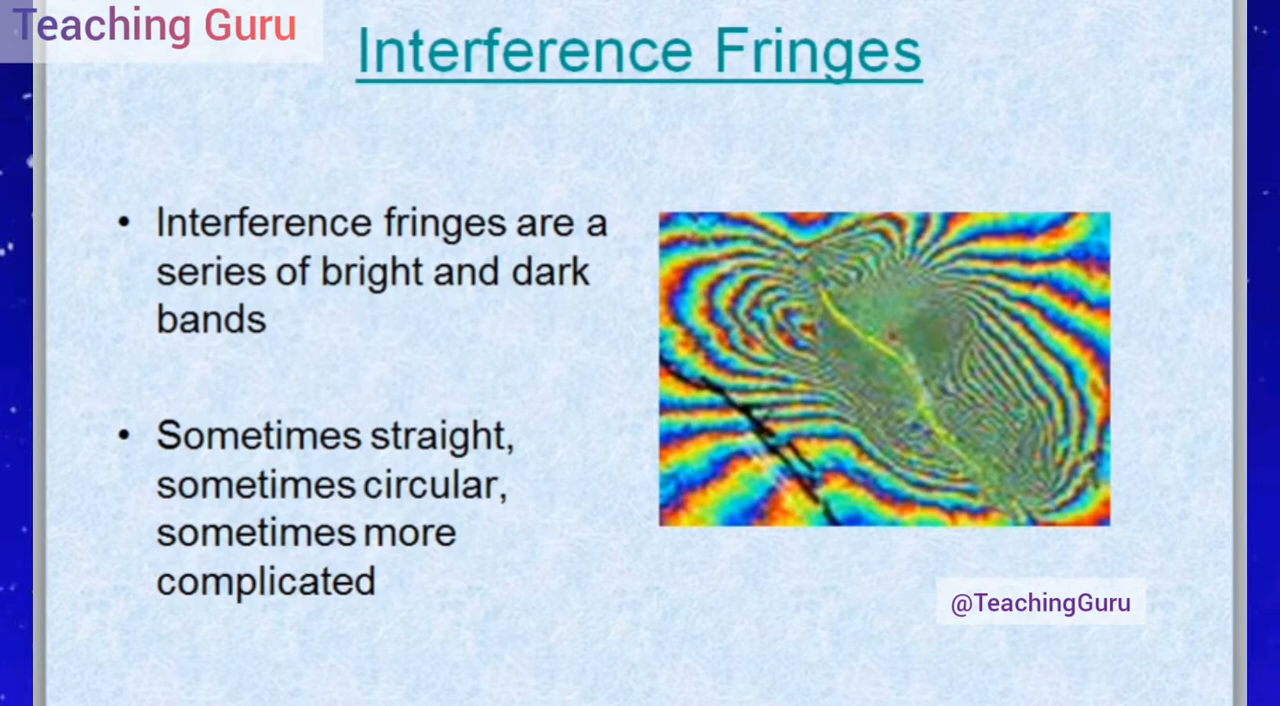 Teaching Guru
Interference Fringes
• Interference fringes are a
series of bright and dark
bands
• Sometimes straight,
sometimes circular,
sometimes more
complicated
@TeachingGuru